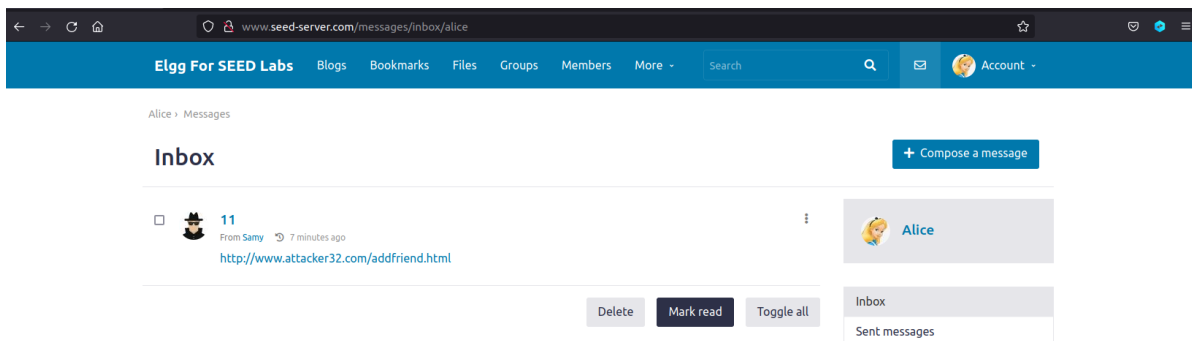 www.seed-server.com/messages/inbox/alice
Elgg For SEED Labs Blogs Bookmarks Files Groups Members More Search Account
Alice › Messages
Inbox
+ Compose a message
11
From Samy 7 minutes ago
http://www.attacker32.com/addfriend.html
Alice
Delete Mark read Toggle all
Inbox
Sent messages